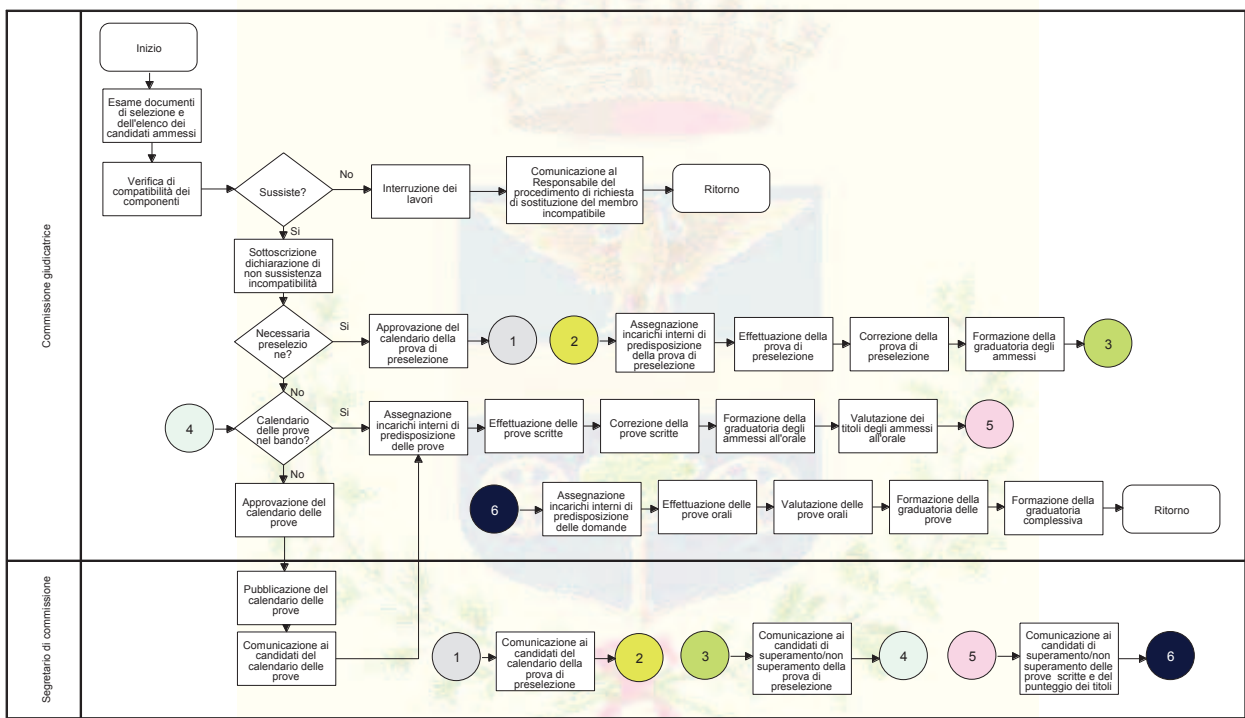 Commissione giudicatrice
Inizio
Esame documenti
di selezione e
dell'elenco dei
candidati ammessi
Verifica di
compatibilità dei
componenti
Sussiste?
No
Interruzione dei
lavori
Comunicazione al
Responsabile del
procedimento di richiesta
di sostituzione del membro
incompatibile
Ritorno
Si
Sottoscrizione
dichiarazione di
non sussistenza
incompatibilità
Necessaria
preselezio
ne?
Si
Approvazione del
calendario della
prova di
preselezione
1
2
Assegnazione
incarichi interni di
predisposizione
della prova di
preselezione
Effettuazione della
prova di
preselezione
Correzione della
prova di
preselezione
Formazione della
graduatoria degli
ammessi
3
No
4
Calendario
delle prove
nel bando?
Si
Assegnazione
incarichi interni di
predisposizione
delle prove
Effettuazione delle
prove scritte
Correzione della
prove scritte
Formazione della
graduatoria degli
ammessi all'orale
Valutazione dei
titoli degli ammessi
all'orale
5
No
Approvazione del
calendario delle
prove
6
Assegnazione
incarichi interni di
predisposizione
delle domande
Effettuazione delle
prove orali
Valutazione delle
prove orali
Formazione della
graduatoria delle
prove
Formazione della
graduatoria
complessiva
Ritorno
Segretario di commissione
Pubblicazione del
calendario delle
prove
Comunicazione ai
candidati del
calendario delle
prove
1
Comunicazione ai
candidati del
calendario della
prova di
preselezione
2
3
Comunicazione ai
candidati di
superamento/non
superamento della
prova di
preselezione
4
5
Comunicazione ai
candidati di
superamento/non
superamento delle
prove scritte e del
punteggio dei titoli
6